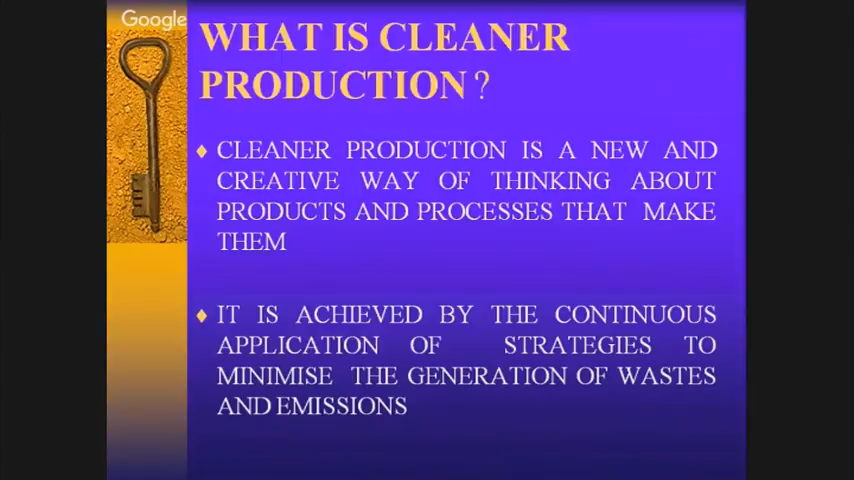 Google
WHAT IS CLEANER
PRODUCTION?
CLEANER PRODUCTION IS A NEW AND
CREATIVE WAY OF THINKING ABOUT
PRODUCTS AND PROCESSES THAT MAKE
THEM
IT IS ACHIEVED BY THE CONTINUOUS
APPLICATION OF STRATEGIES TO
MINIMISE THE GENERATION OF WASTES
AND EMISSIONS